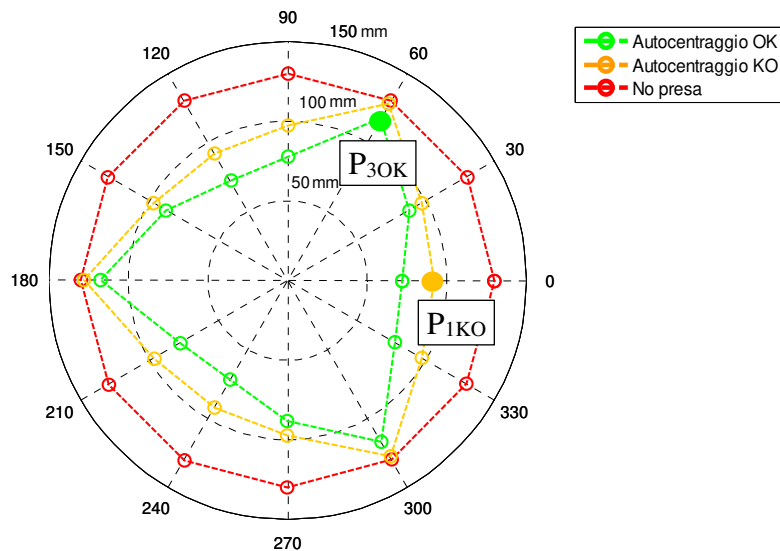 90
120
150 mm
60
Autocentraggio OK
Autocentraggio KO
No presa
100 mm
150
P3OK
30
50 mm
180
0
P1KO
210
330
240
300
270